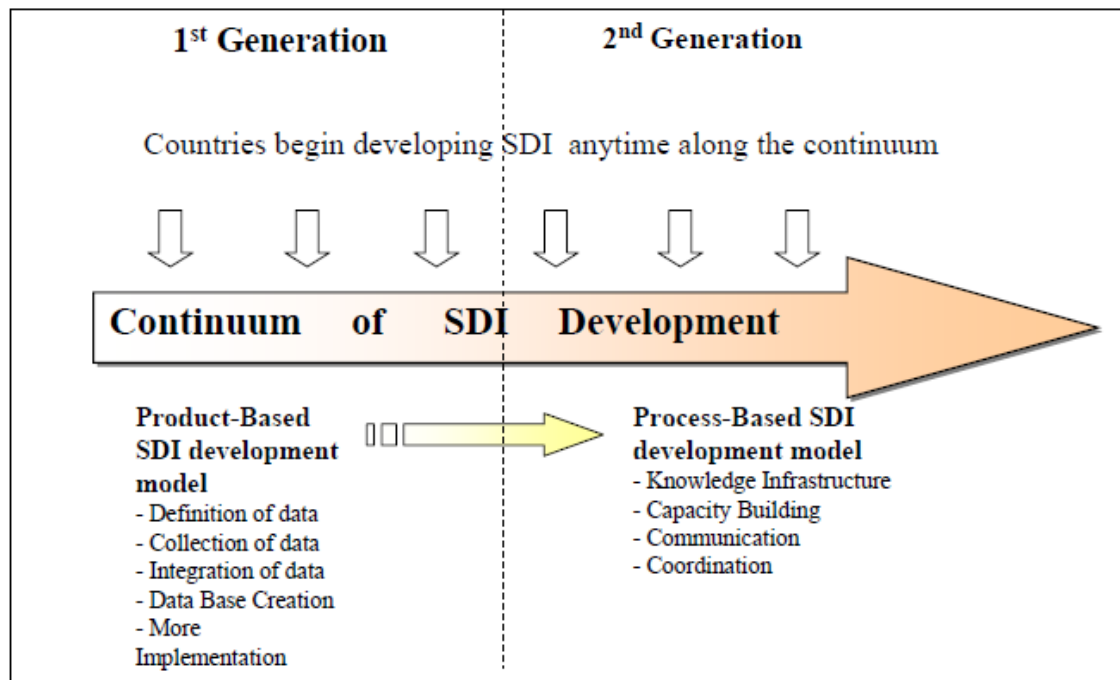 1st Generation
2nd Generation
Countries begin developing SDI anytime along the continuum
Continuum of SDI Development
Product-Based
SDI development
model
- Definition of data
- Collection of data
- Integration of data
- Data Base Creation
- More
Implementation
Process-Based SDI
development model
- Knowledge Infrastructure
- Capacity Building
- Communication
- Coordination